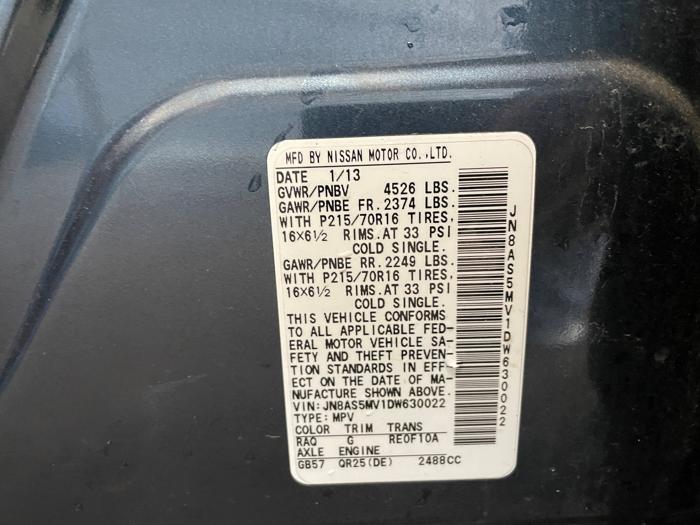 MFD BY NISSAN MOTOR CO.,LTD.
DATE 1/13
GVWR/PNBV 4526 LBS.
GAWR/PNBE FR. 2374 LBS.
WITH P215/70R16 TIRES,
16X6½ RIMS.AT 33 PSI
COLD SINGLE.
GAWR/PNBE RR. 2249 LBS.
WITH P215/70R16 TIRES,
16X6½ RIMS.AT 33 PSI
COLD SINGLE.
THIS VEHICLE CONFORMS
TO ALL APPLICABLE FED-
ERAL MOTOR VEHICLE SA-
FETY AND THEFT PREVEN-
TION STANDARDS IN EFF-
ECT ON THE DATE OF MA-
NUFACTURE SHOWN ABOVE.
VIN:JN8AS5MV1DW630022
TYPE:MPV
COLOR TRIM TRANS
RAQ G RE0F10A
AXLE ENGINE
GB57 QR25(DE) 2488CC
JN8AS5MV1DW630022